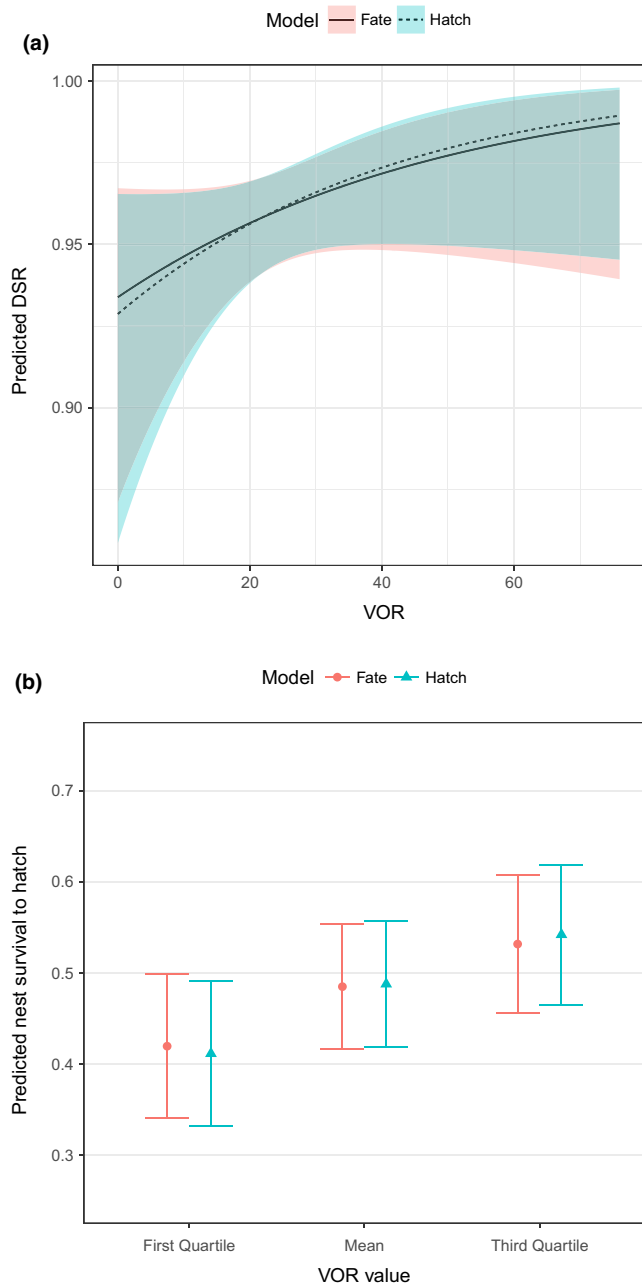 Model Fate Hatch
(a)
1.00
0.95
0.90
Predicted DSR
0 20 40 60
VOR
Model Fate Hatch
(b)
0.7
0.6
0.5
0.4
0.3
Predicted nest survival to hatch
First Quartile Mean Third Quartile
VOR value